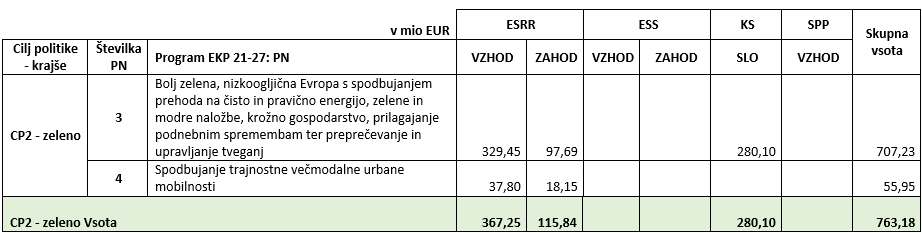 v mio EUR ESRR ESS KS SPP Skupna vsota
Cilj politike - krajše Številka PN Program EKP 21-27: PN VZHOD ZAHOD VZHOD ZAHOD SLO VZHOD
CP2 - zeleno
3
Bolj zelena, nizkoogljična Evropa s spodbujanjem
prehoda na čisto in pravično energijo, zelene in
modre naložbe, krožno gospodarstvo, prilagajanje
podnebnim spremembam ter preprečevanje in
upravljanje tveganj 329,45 97,69 280,10 707,23
4
Spodbujanje trajnostne večmodalne urbane
mobilnosti 37,80 18,15 55,95
CP2 - zeleno Vsota 367,25 115,84 280,10 763,18